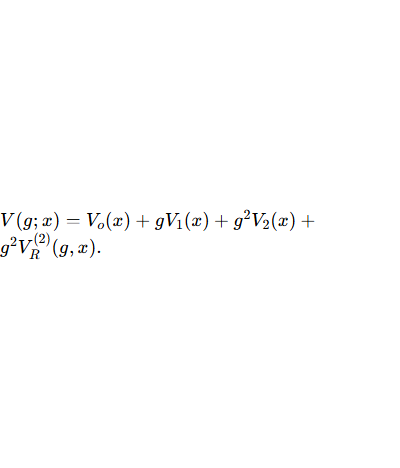 V(g; x) = V_o(x) + gV_1(x) + g^2V_2(x) +
g^2V_R^{(2)}(g, x).